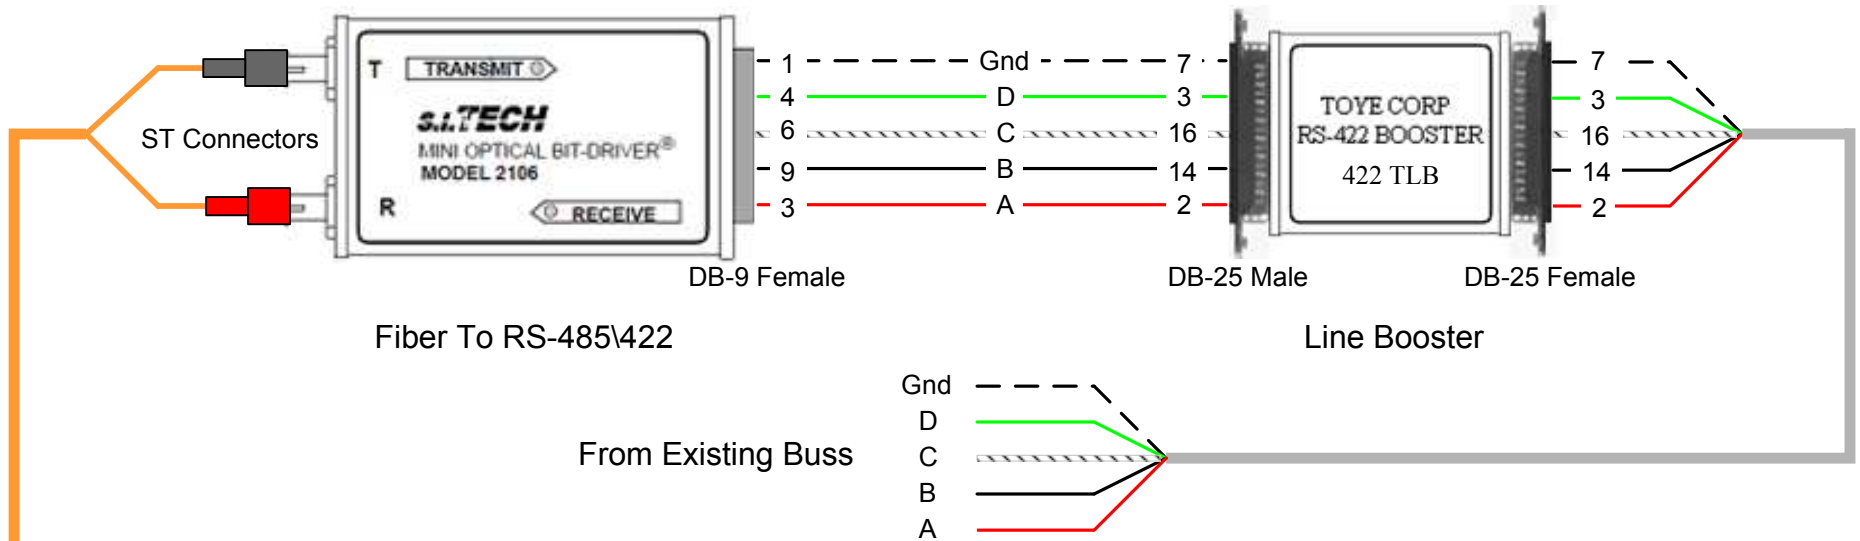 1 Gnd 7 7
T TRANSMIT
4 D 3 3
TOYE CORP
RS-422 BOOSTER
422 TLB
S.I.TECH
MINI OPTICAL BIT-DRIVER®
MODEL 2106
ST Connectors
6 C 16 16
9 B 14 14
R RECEIVE
3 A 2 2
DB-9 Female
DB-25 Male
DB-25 Female
Fiber To RS-485\422
Line Booster
Gnd
D
From Existing Buss
C
B
A